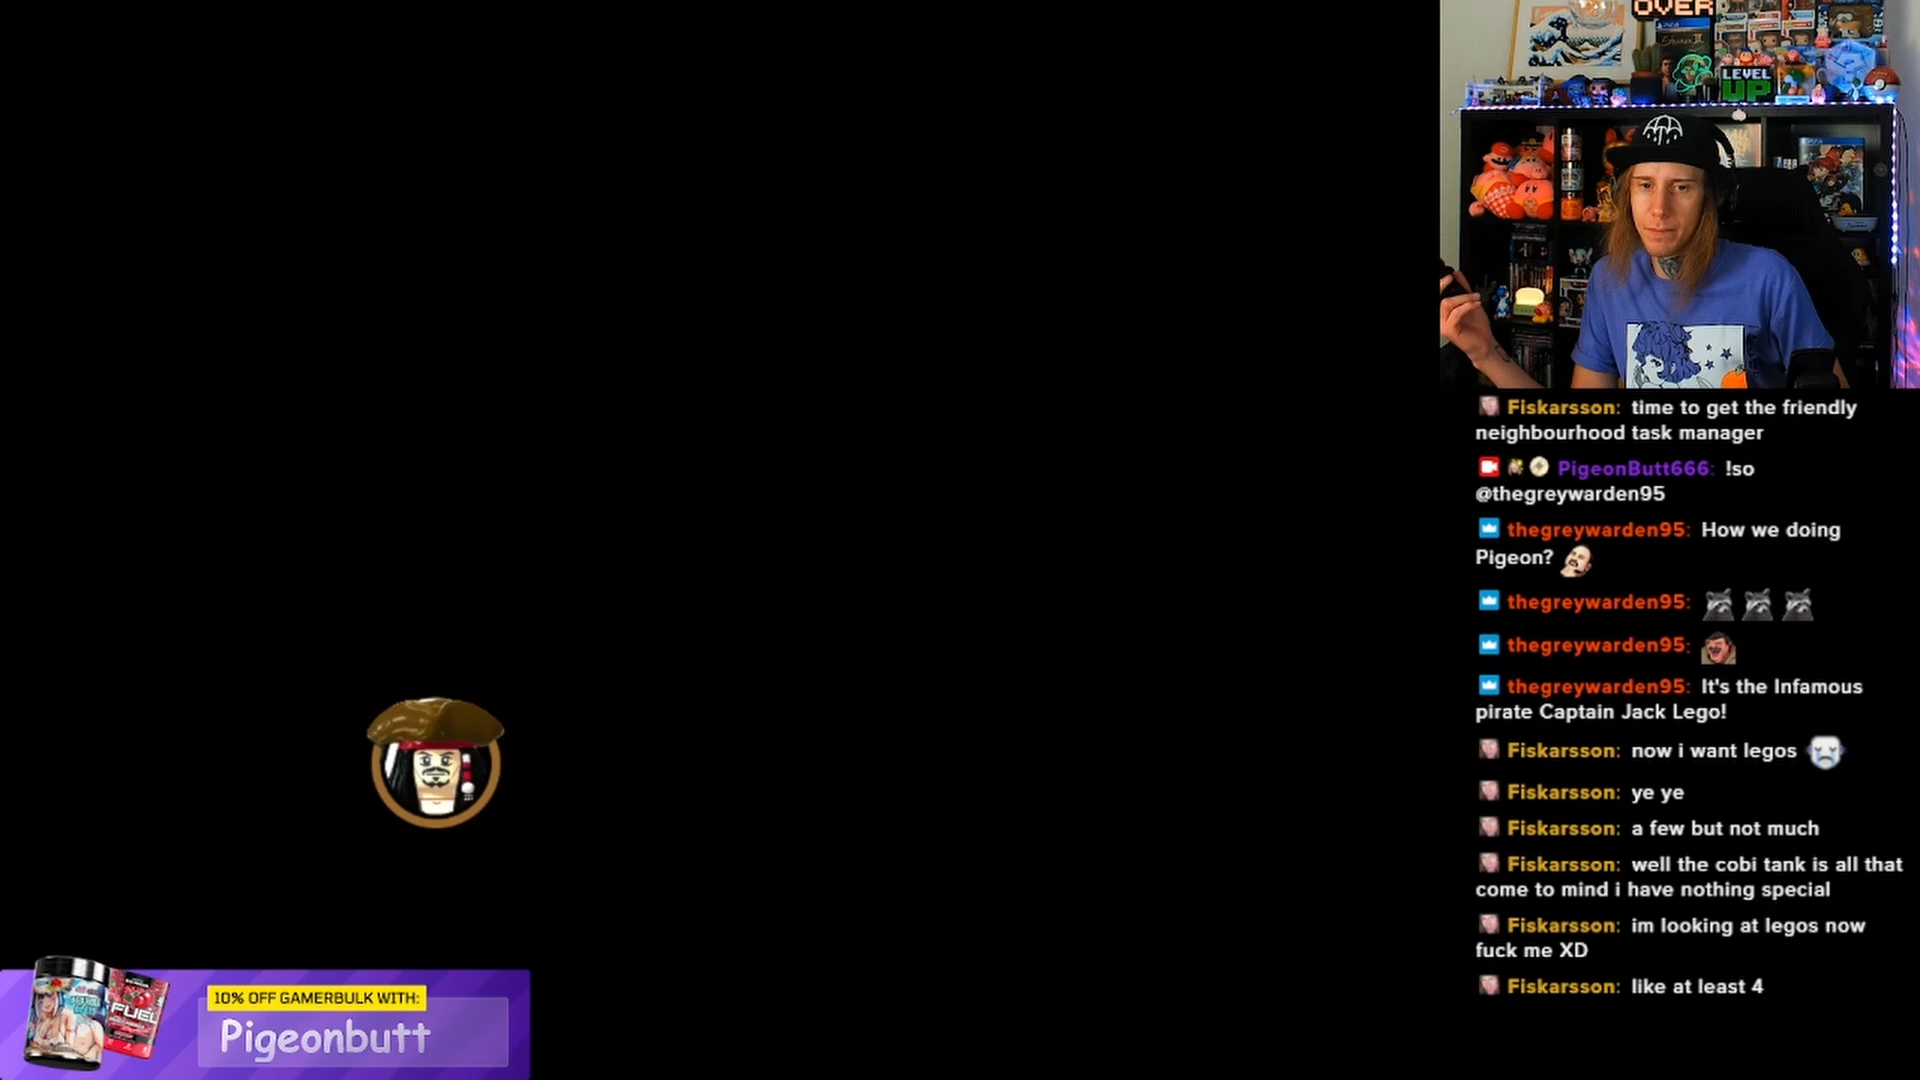 OVER
LEVEL
UP
Fiskarsson: time to get the friendly
neighbourhood task manager
PigeonButt666: !so
@thegreywarden95
thegreywarden95: How we doing
Pigeon?
thegreywarden95:
thegreywarden95:
thegreywarden95: It's the Infamous
pirate Captain Jack Lego!
Fiskarsson: now i want legos
Fiskarsson: ye ye
Fiskarsson: a few but not much
Fiskarsson: well the cobi tank is all that
come to mind i have nothing special
Fiskarsson: im looking at legos now
fuck me XD
Fiskarsson: like at least 4
10% OFF GAMERBULK WITH:
Pigeonbutt
FUEL